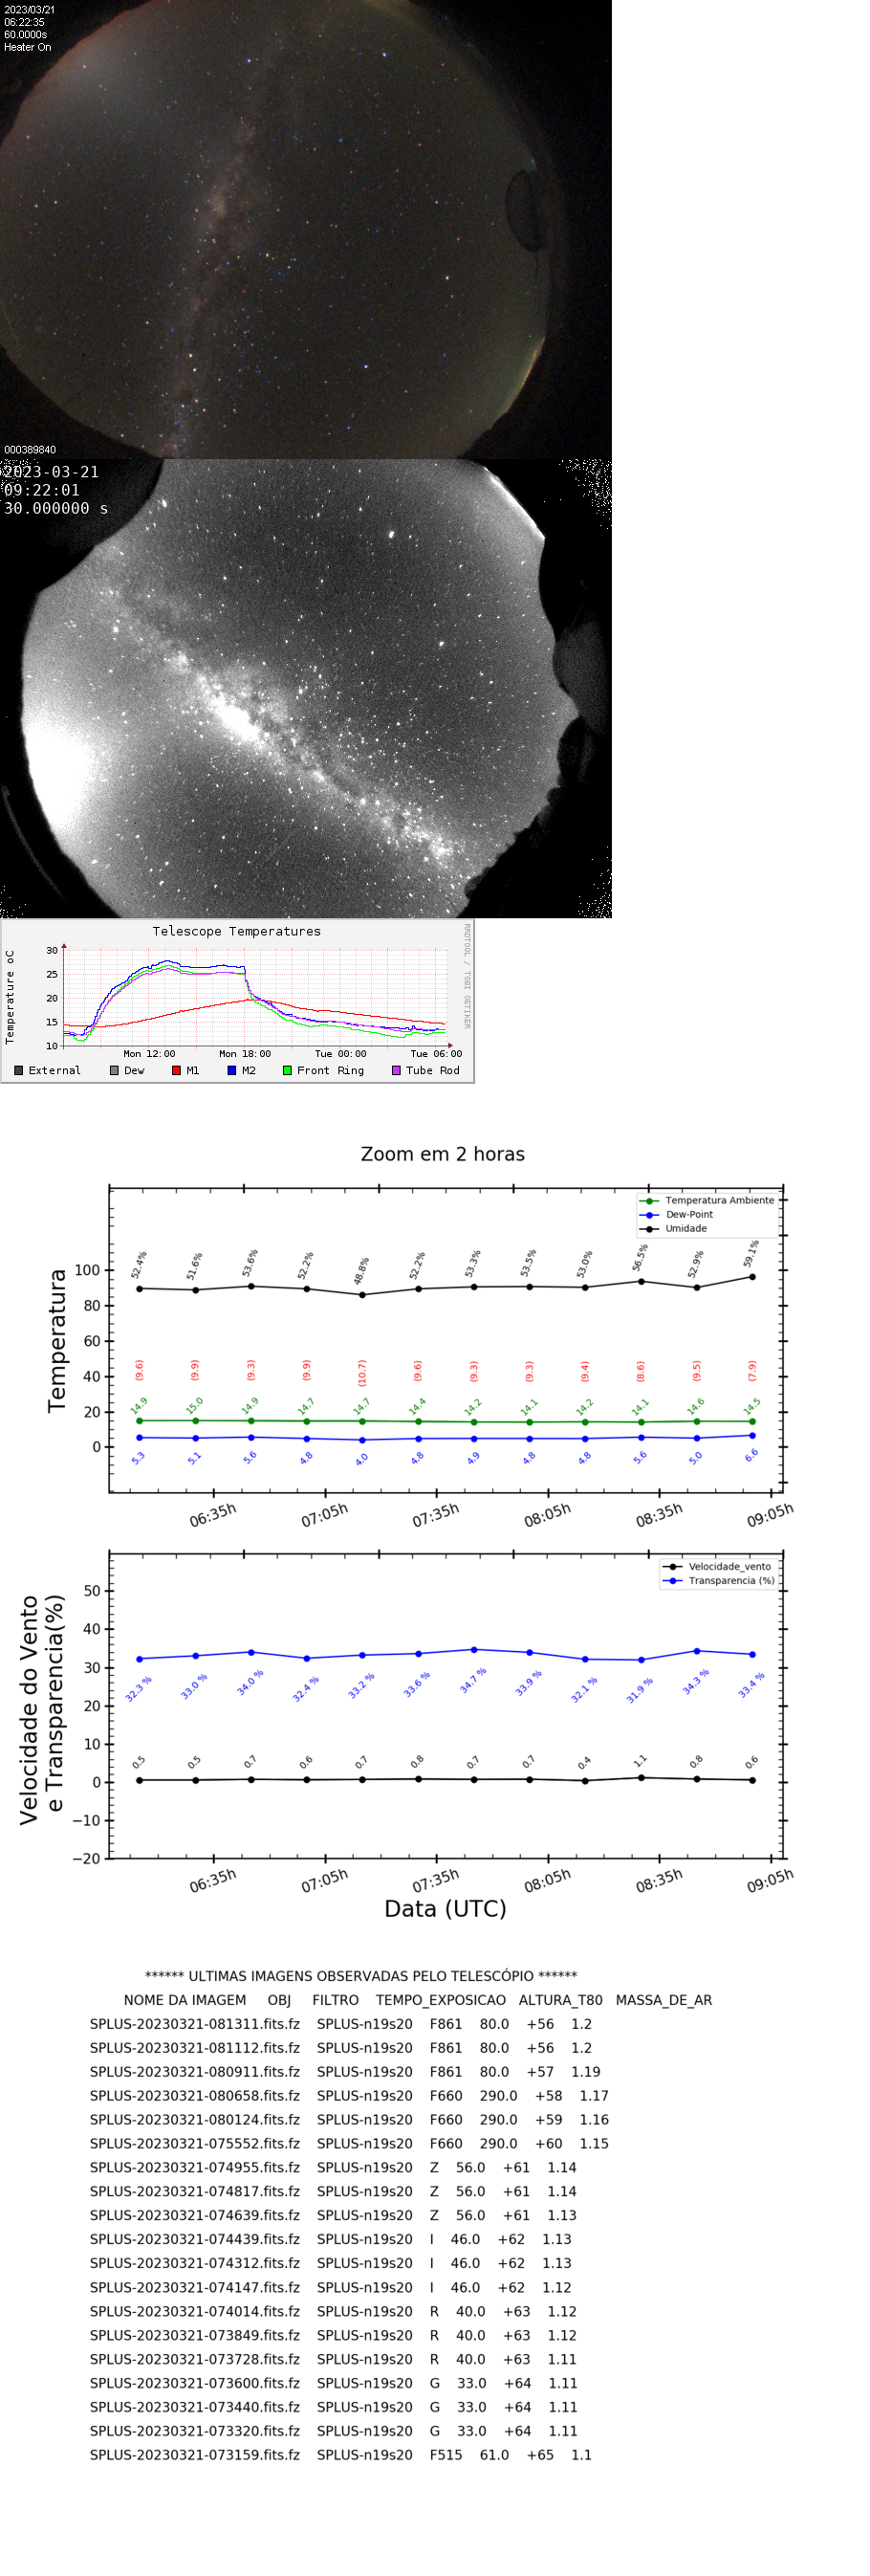 2023/03/21
06:22:35
60.0000s
Heater On
000389840
2023-03-21
09:22:01
30.000000 s
Telescope Temperatures
RRDTOOL / TOBI OETIKER
Temperature oC
30
25
20
15
10
Mon 12:00 Mon 18:00 Tue 00:00 Tue 06:00
External Dew M1 M2 Front Ring Tube Rod
Zoom em 2 horas
Temperatura Ambiente
Dew-Point
Umidade
Temperatura
100
80
60
40
20
0
52.4% 51.6% 53.6% 52.2% 48.8% 52.2% 53.3% 53.5% 53.0% 56.5% 52.9% 59.1%
(9.6) (9.9) (9.3) (9.9) (10.7) (9.6) (9.3) (9.3) (9.4) (8.6) (9.5) (7.9)
14.9 15.0 14.9 14.7 14.7 14.4 14.2 14.1 14.2 14.1 14.6 14.5
5.3 5.1 5.6 4.8 4.0 4.8 4.9 4.8 4.8 5.6 5.0 6.6
06:35h 07:05h 07:35h 08:05h 08:35h 09:05h
Velocidade_vento
Transparencia (%)
Velocidade do Vento
e Transparencia(%)
50
40
30
20
10
0
−10
−20
32.3 % 33.0 % 34.0 % 32.4 % 33.2 % 33.6 % 34.7 % 33.9 % 32.1 % 31.9 % 34.3 % 33.4 %
0.5 0.5 0.7 0.6 0.7 0.8 0.7 0.7 0.4 1.1 0.8 0.6
06:35h 07:05h 07:35h 08:05h 08:35h 09:05h
Data (UTC)
****** ULTIMAS IMAGENS OBSERVADAS PELO TELESCÓPIO ******
NOME DA IMAGEM OBJ FILTRO TEMPO_EXPOSICAO ALTURA_T80 MASSA_DE_AR
SPLUS-20230321-081311.fits.fz SPLUS-n19s20 F861 80.0 +56 1.2
SPLUS-20230321-081112.fits.fz SPLUS-n19s20 F861 80.0 +56 1.2
SPLUS-20230321-080911.fits.fz SPLUS-n19s20 F861 80.0 +57 1.19
SPLUS-20230321-080658.fits.fz SPLUS-n19s20 F660 290.0 +58 1.17
SPLUS-20230321-080124.fits.fz SPLUS-n19s20 F660 290.0 +59 1.16
SPLUS-20230321-075552.fits.fz SPLUS-n19s20 F660 290.0 +60 1.15
SPLUS-20230321-074955.fits.fz SPLUS-n19s20 Z 56.0 +61 1.14
SPLUS-20230321-074817.fits.fz SPLUS-n19s20 Z 56.0 +61 1.14
SPLUS-20230321-074639.fits.fz SPLUS-n19s20 Z 56.0 +61 1.13
SPLUS-20230321-074439.fits.fz SPLUS-n19s20 I 46.0 +62 1.13
SPLUS-20230321-074312.fits.fz SPLUS-n19s20 I 46.0 +62 1.13
SPLUS-20230321-074147.fits.fz SPLUS-n19s20 I 46.0 +62 1.12
SPLUS-20230321-074014.fits.fz SPLUS-n19s20 R 40.0 +63 1.12
SPLUS-20230321-073849.fits.fz SPLUS-n19s20 R 40.0 +63 1.12
SPLUS-20230321-073728.fits.fz SPLUS-n19s20 R 40.0 +63 1.11
SPLUS-20230321-073600.fits.fz SPLUS-n19s20 G 33.0 +64 1.11
SPLUS-20230321-073440.fits.fz SPLUS-n19s20 G 33.0 +64 1.11
SPLUS-20230321-073320.fits.fz SPLUS-n19s20 G 33.0 +64 1.11
SPLUS-20230321-073159.fits.fz SPLUS-n19s20 F515 61.0 +65 1.1